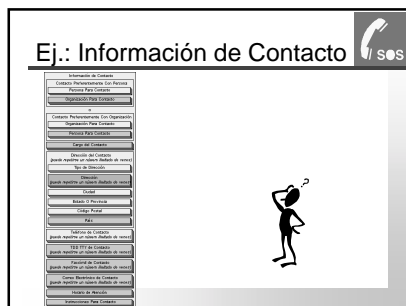 Ej.: Información de Contacto
SOS
Información de Contacto
Contacto Preferentemente Con Persona
Persona Para Contacto
Organización Para Contacto
o
Contacto Preferentemente Con Organización
Organización Para Contacto
Persona Para Contacto
Cargo del Contacto
Dirección del Contacto
(puede repetirse un número ilimitado de veces)
Tipo de Dirección
Dirección
(puede repetirse un número ilimitado de veces)
Ciudad
Estado O Provincia
Código Postal
País
Teléfono de Contacto
(puede repetirse un número ilimitado de veces)
TDD TTY de Contacto
(puede repetirse un número ilimitado de veces)
Facsímil de Contacto
(puede repetirse un número ilimitado de veces)
Correo Electrónico de Contacto
(puede repetirse un número ilimitado de veces)
Horario de Atención
Instrucciones Para Contacto
?